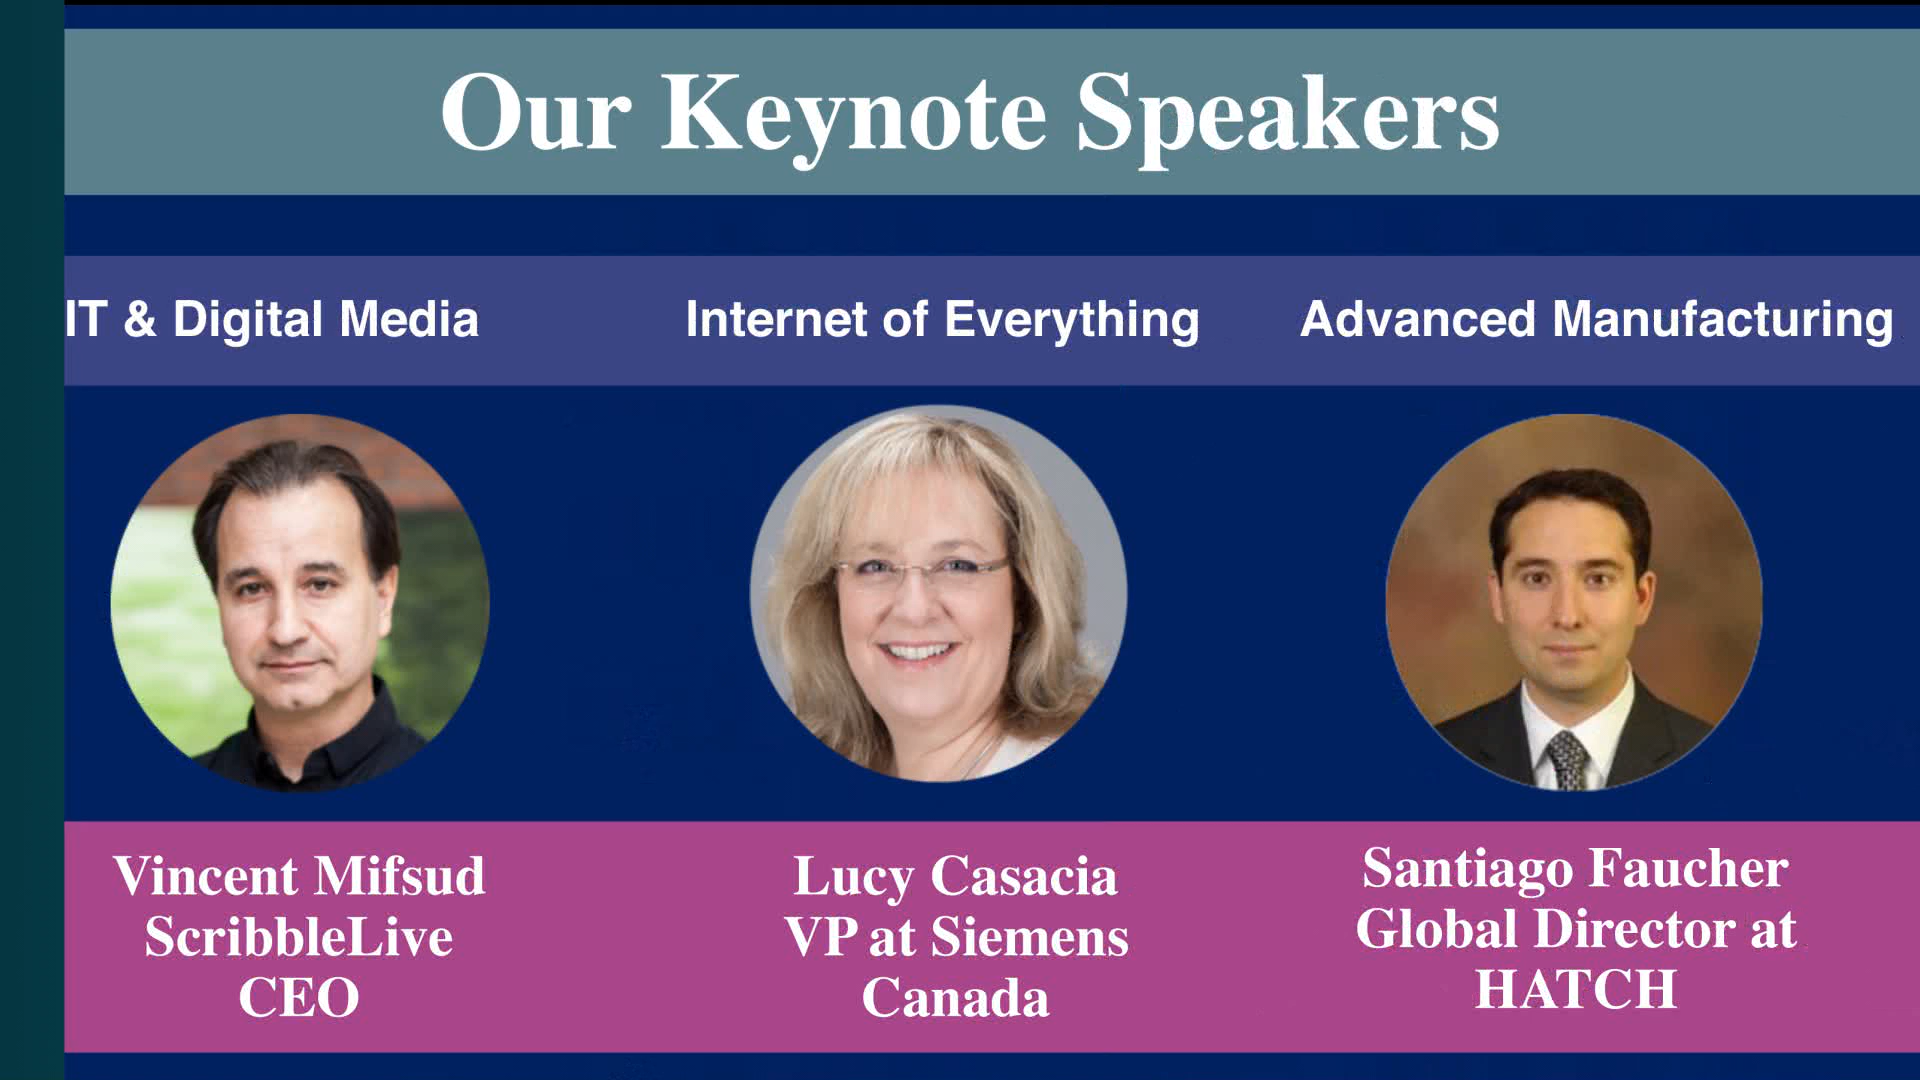 Our Keynote Speakers
IT & Digital Media
Internet of Everything
Advanced Manufacturing
Vincent Mifsud
ScribbleLive
CEO
Lucy Casacia
VP at Siemens
Canada
Santiago Faucher
Global Director at
HATCH